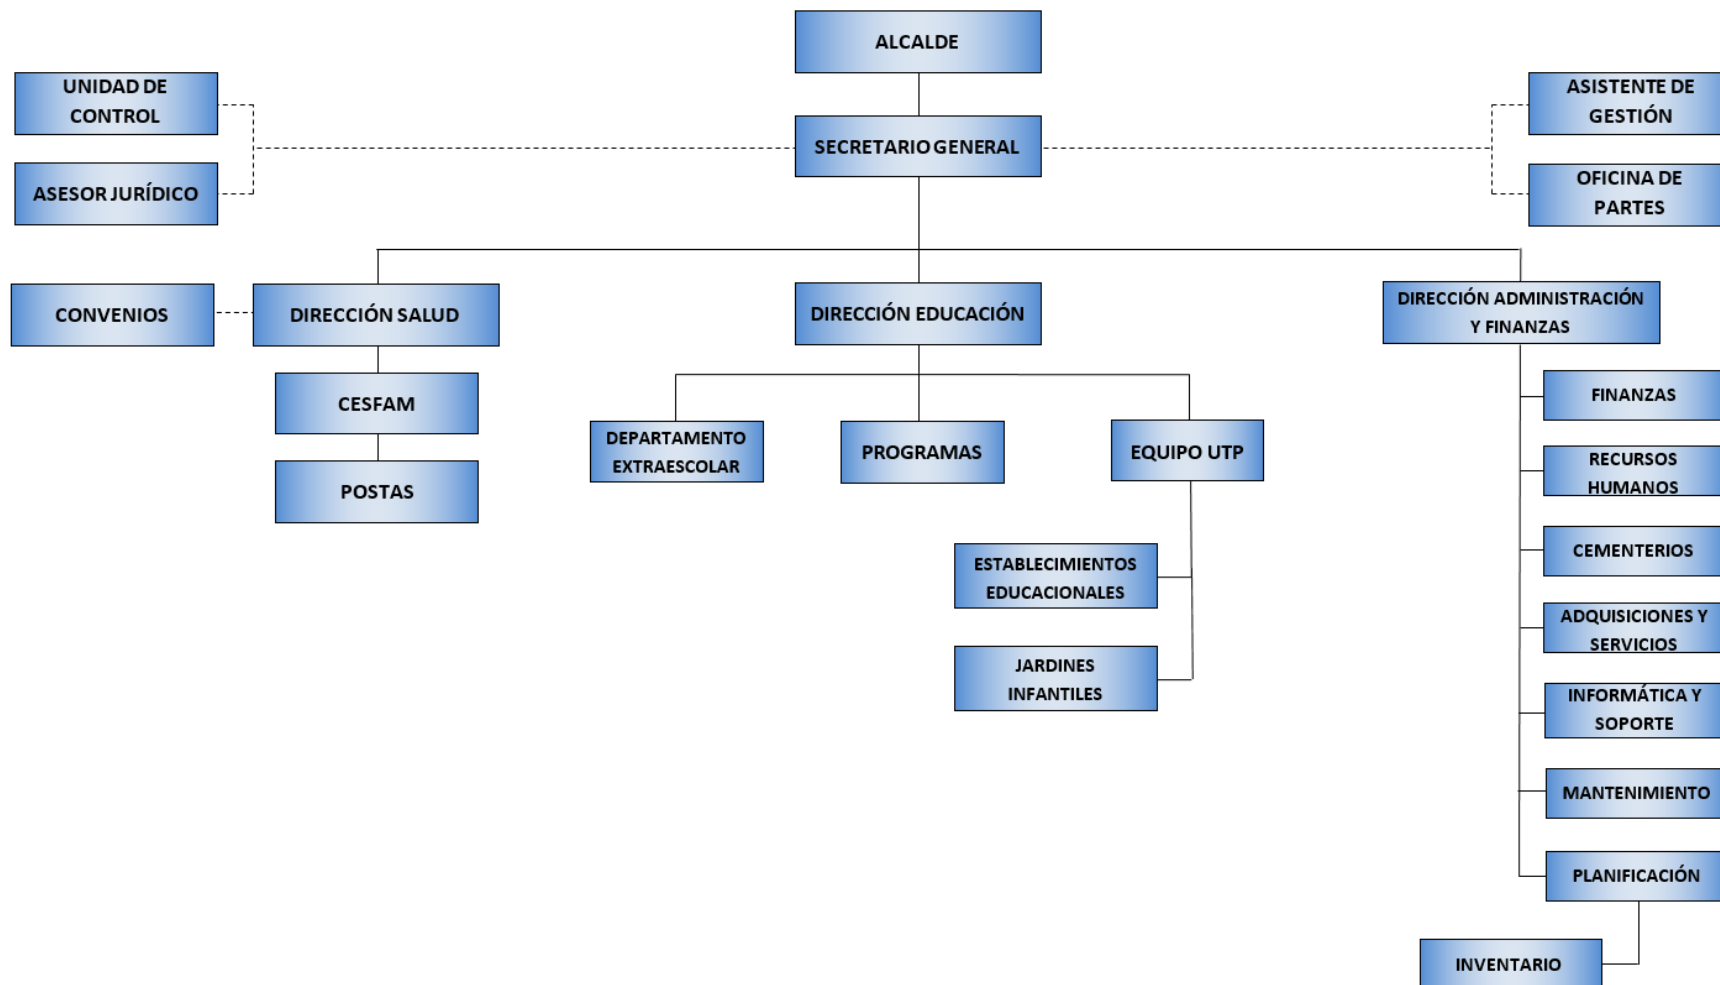 ALCALDE
UNIDAD DE
CONTROL
ASISTENTE DE
GESTIÓN
SECRETARIO GENERAL
ASESOR JURÍDICO
OFICINA DE
PARTES
CONVENIOS
DIRECCIÓN SALUD
DIRECCIÓN EDUCACIÓN
DIRECCIÓN ADMINISTRACIÓN
Y FINANZAS
CESFAM
POSTAS
DEPARTAMENTO
EXTRAESCOLAR
PROGRAMAS
EQUIPO UTP
ESTABLECIMIENTOS
EDUCACIONALES
JARDINES
INFANTILES
FINANZAS
RECURSOS
HUMANOS
CEMENTERIOS
ADQUISICIONES Y
SERVICIOS
INFORMÁTICA Y
SOPORTE
MANTENIMIENTO
PLANIFICACIÓN
INVENTARIO